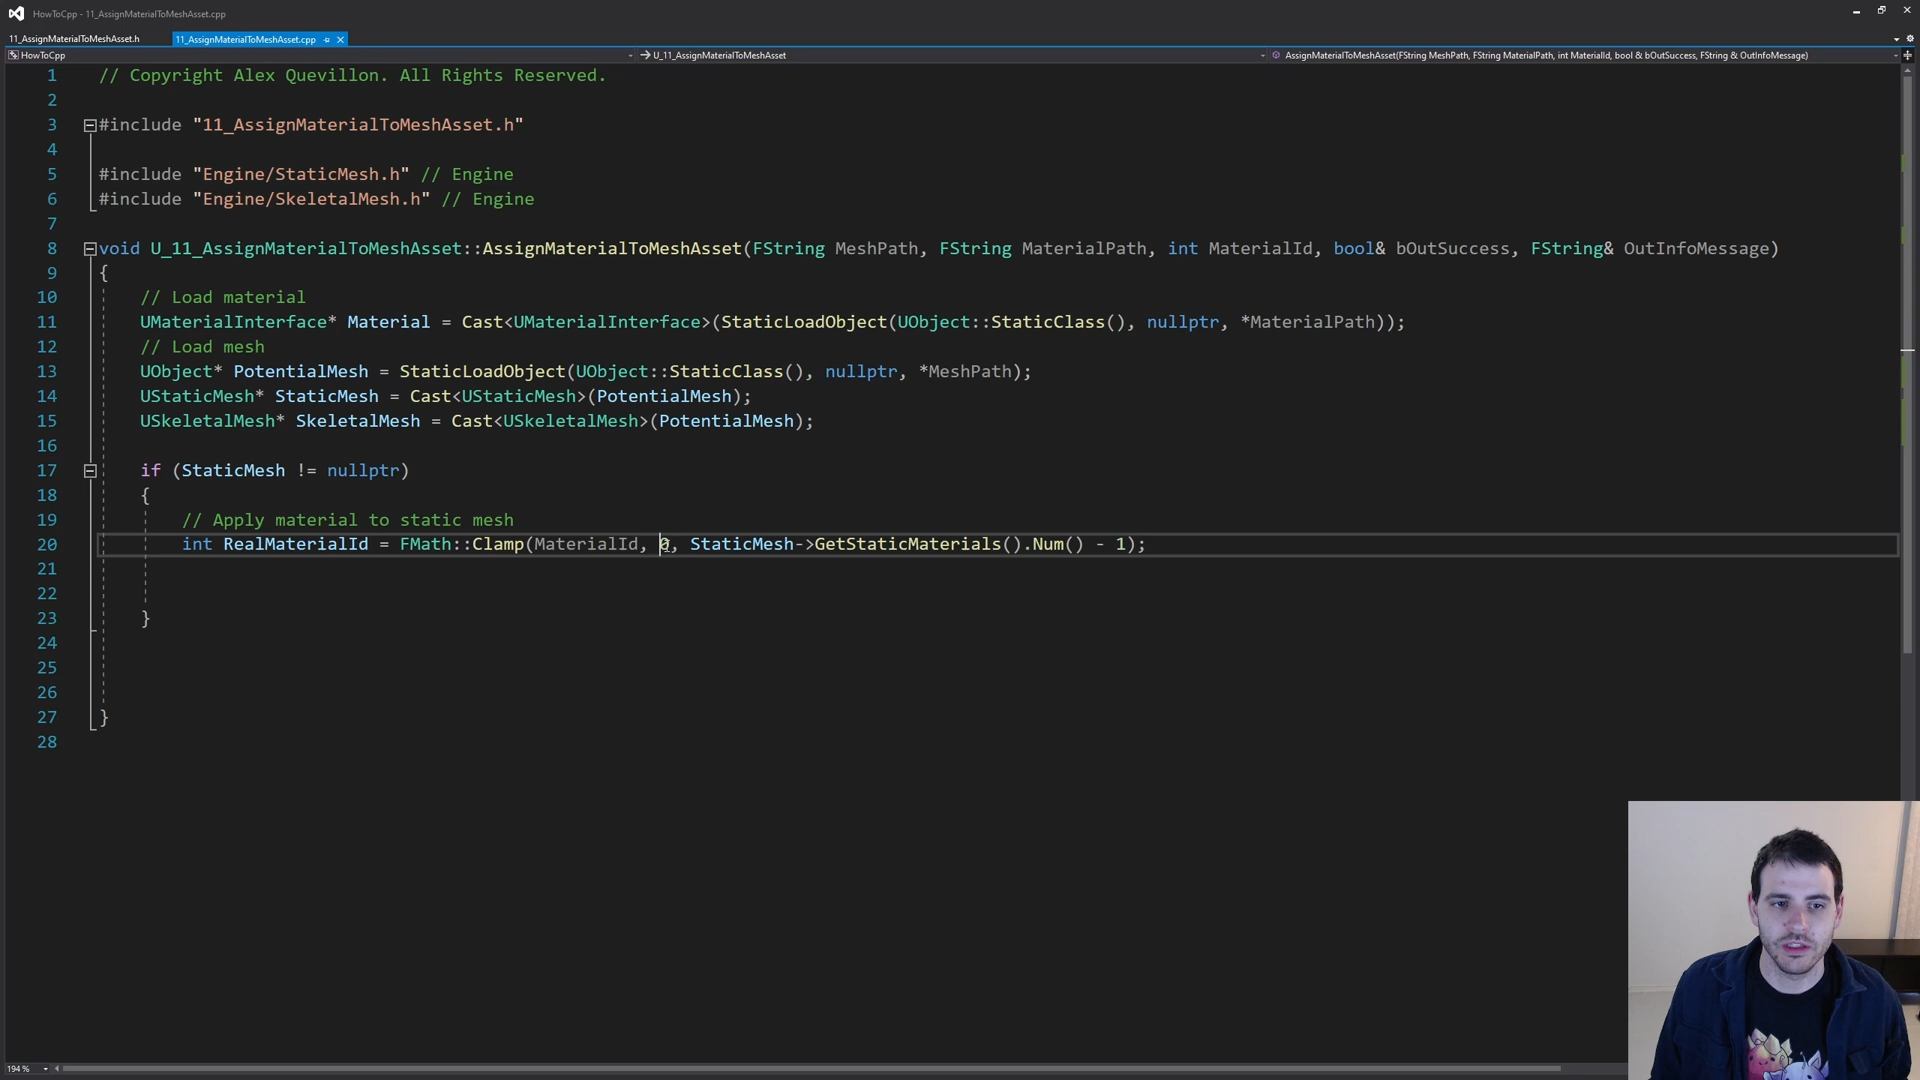 HowToCpp - 11_AssignMaterialToMeshAsset.cpp
11_AssignMaterialToMeshAsset.h
11_AssignMaterialToMeshAsset.cpp
HowToCpp
U_11_AssignMaterialToMeshAsset
AssignMaterialToMeshAsset(FString MeshPath, FString MaterialPath, int MaterialId, bool & bOutSuccess, FString & OutInfoMessage)
1 // Copyright Alex Quevillon. All Rights Reserved.
2
3 #include "11_AssignMaterialToMeshAsset.h"
4
5 #include "Engine/StaticMesh.h" // Engine
6 #include "Engine/SkeletalMesh.h" // Engine
7
8 void U_11_AssignMaterialToMeshAsset::AssignMaterialToMeshAsset(FString MeshPath, FString MaterialPath, int MaterialId, bool& bOutSuccess, FString& OutInfoMessage)
9 {
10 // Load material
11 UMaterialInterface* Material = Cast<UMaterialInterface>(StaticLoadObject(UObject::StaticClass(), nullptr, *MaterialPath));
12 // Load mesh
13 UObject* PotentialMesh = StaticLoadObject(UObject::StaticClass(), nullptr, *MeshPath);
14 UStaticMesh* StaticMesh = Cast<UStaticMesh>(PotentialMesh);
15 USkeletalMesh* SkeletalMesh = Cast<USkeletalMesh>(PotentialMesh);
16
17 if (StaticMesh != nullptr)
18 {
19 // Apply material to static mesh
20 int RealMaterialId = FMath::Clamp(MaterialId, 0, StaticMesh->GetStaticMaterials().Num() - 1);
21
22
23 }
24
25
26
27 }
28
194 %